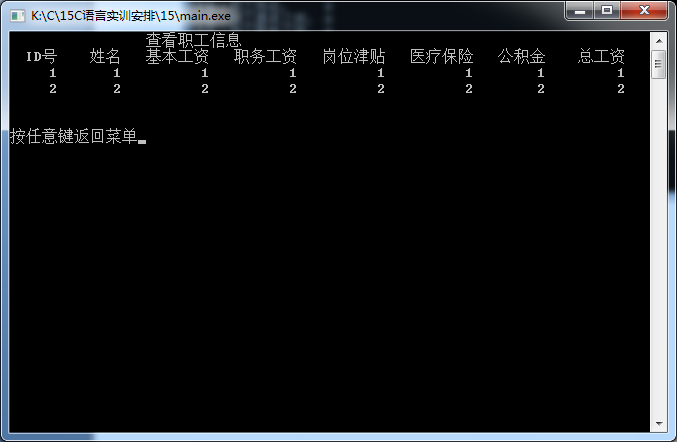 K:\C\15C语言实训安排\15\main.exe
查看职工信息
ID号 姓名 基本工资 职务工资 岗位津贴 医疗保险 公积金 总工资
1 1 1 1 1 1 1 1
2 2 2 2 2 2 2 2
按任意键返回菜单